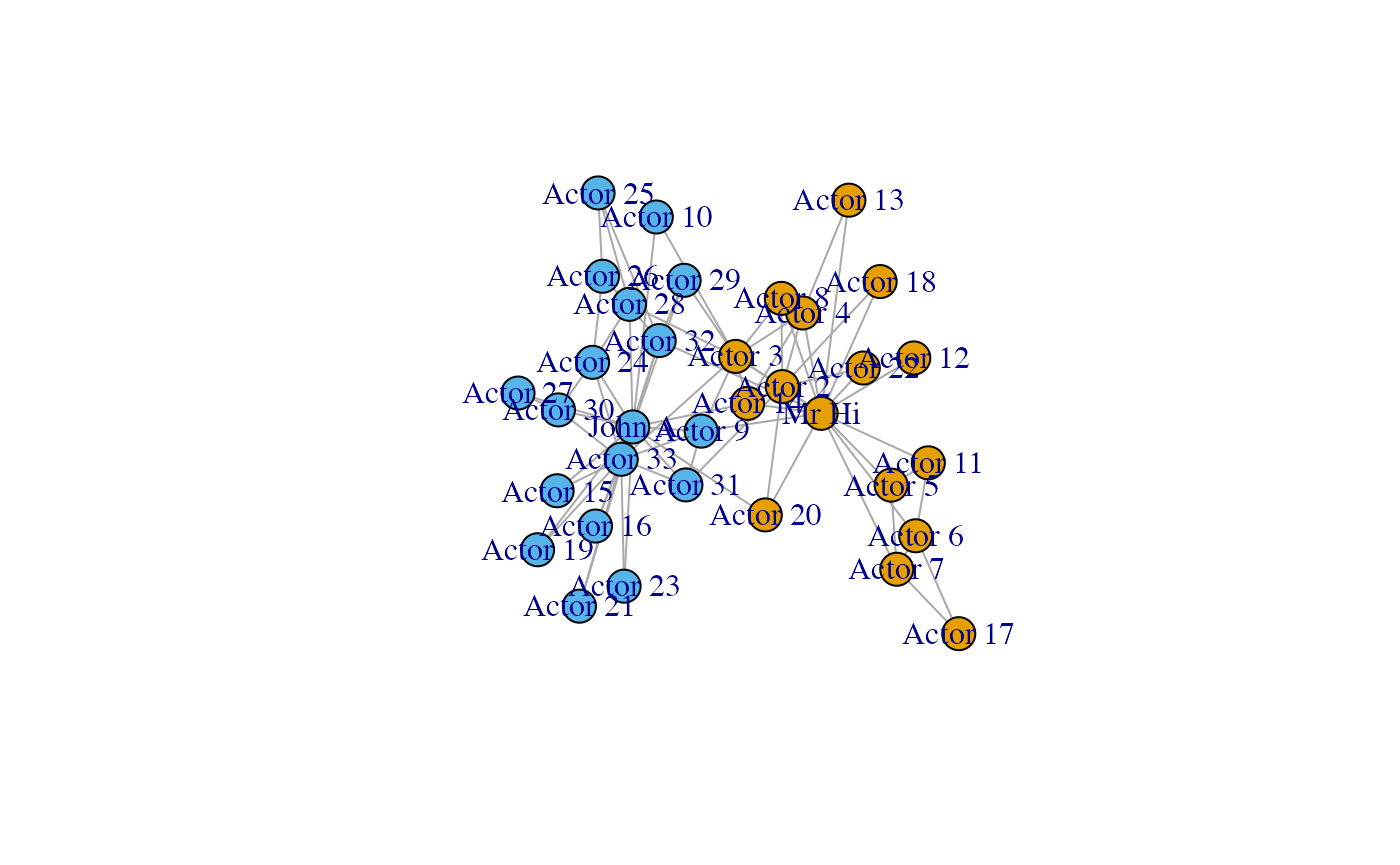 Actor 25
Actor 10
Actor 13
Actor 26
Actor 29
Actor 18
Actor 28
Actor 8
Actor 4
Actor 32
Actor 3
Actor 24
Actor 22
Actor 12
Actor 2
Actor 27
Actor 30
Actor 14
Mr Hi
John A
Actor 9
Actor 33
Actor 11
Actor 15
Actor 31
Actor 5
Actor 20
Actor 16
Actor 6
Actor 19
Actor 7
Actor 23
Actor 21
Actor 17